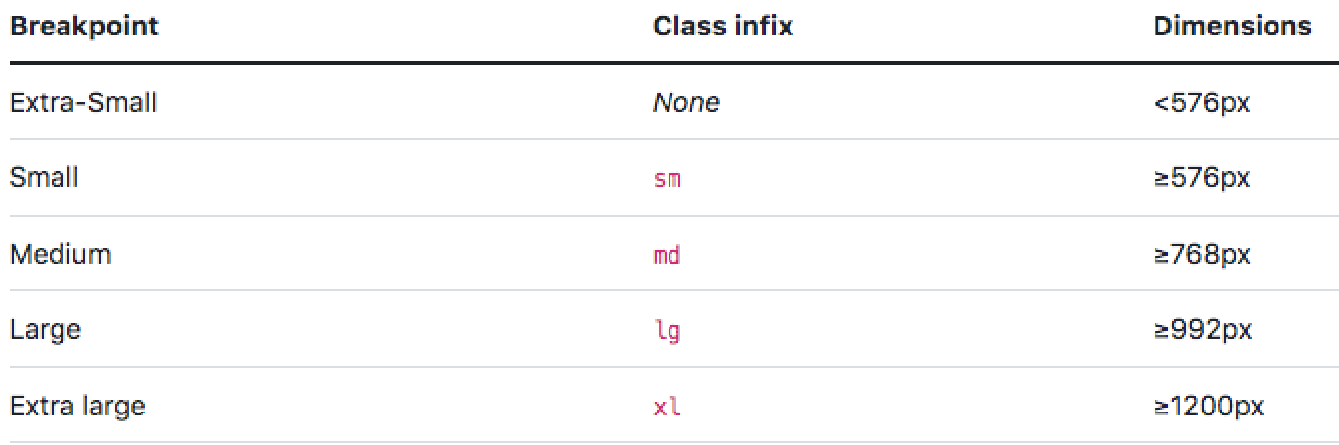 Breakpoint Class infix Dimensions
Extra-Small None <576px
Small sm ≥576px
Medium md ≥768px
Large lg ≥992px
Extra large xl ≥1200px